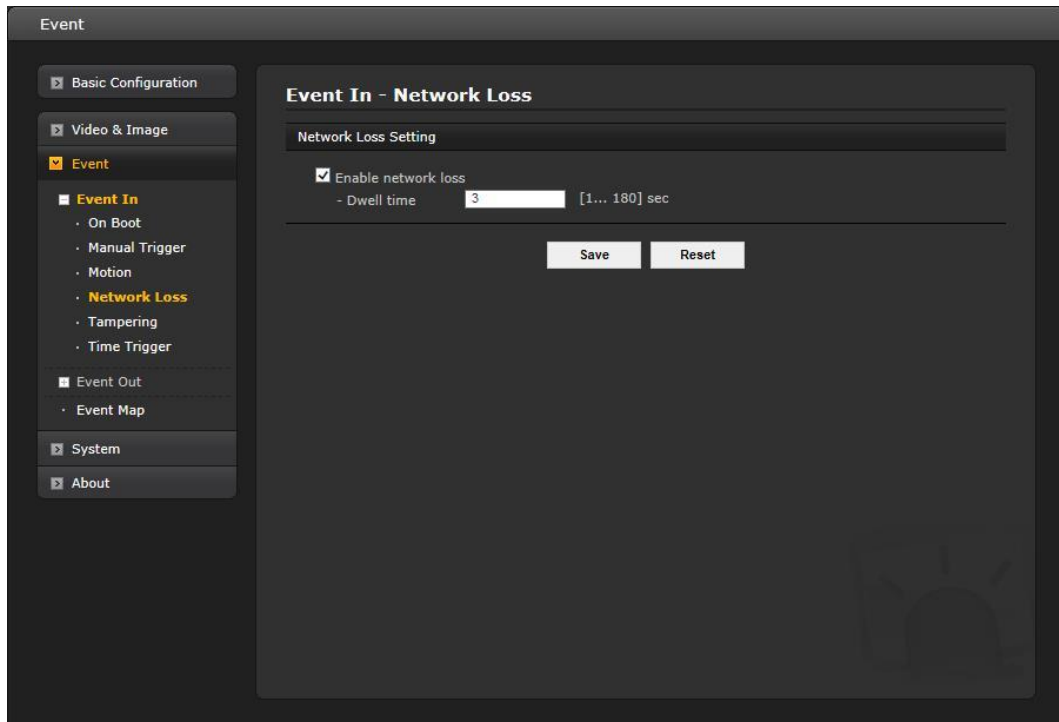 Event
Basic Configuration
Video & Image
Event
Event In
· On Boot
· Manual Trigger
· Motion
· Network Loss
· Tampering
· Time Trigger
Event Out
· Event Map
System
About
Event In - Network Loss
Network Loss Setting
Enable network loss
- Dwell time 3 [1... 180] sec
Save Reset